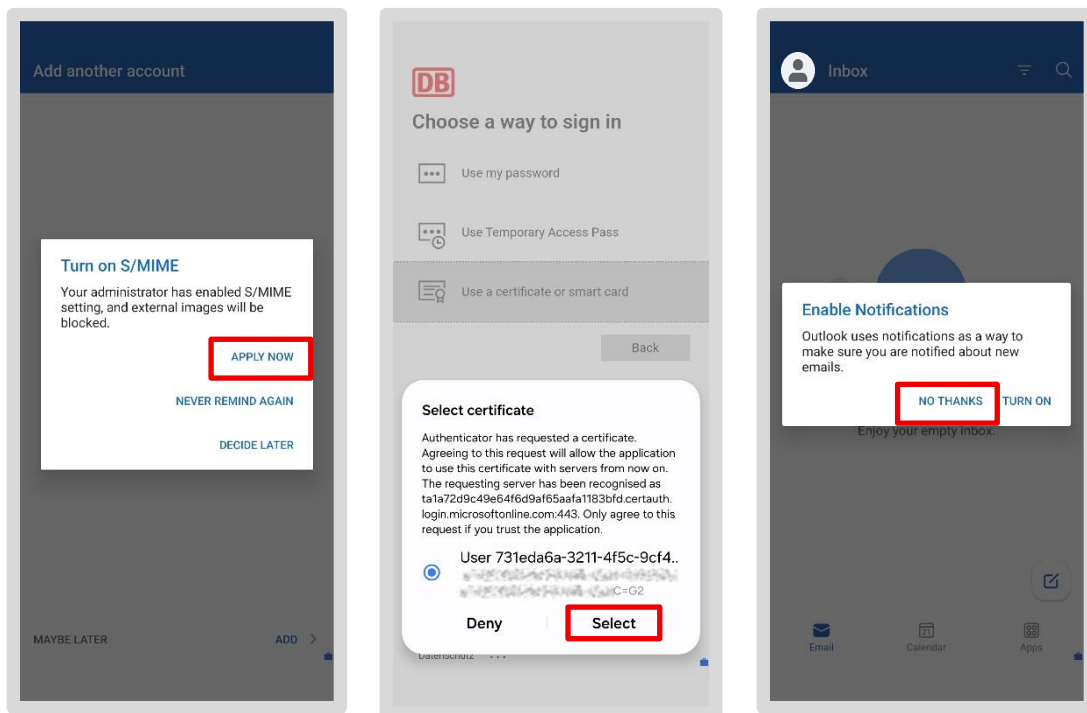 Add another account
Turn on S/MIME
Your administrator has enabled S/MIME
setting, and external images will be
blocked.
APPLY NOW
NEVER REMIND AGAIN
DECIDE LATER
MAYBE LATER
ADD
DB
Choose a way to sign in
Use my password
Use Temporary Access Pass
Use a certificate or smart card
Back
Select certificate
Authenticator has requested a certificate.
Agreeing to this request will allow the application
to use this certificate with servers from now on.
The requesting server has been recognised as
ta1a72d9c49e64f6d9af65aafa1183bfd.certauth.
login.microsoftonline.com:443. Only agree to this
request if you trust the application.
User 731eda6a-3211-4f5c-9cf4..
C=G2
Deny
Select
Datenschutz ...
Inbox
Enable Notifications
Outlook uses notifications as a way to
make sure you are notified about new
emails.
NO THANKS
TURN ON
Enjoy your empty inbox.
21
Email
Calendar
Apps